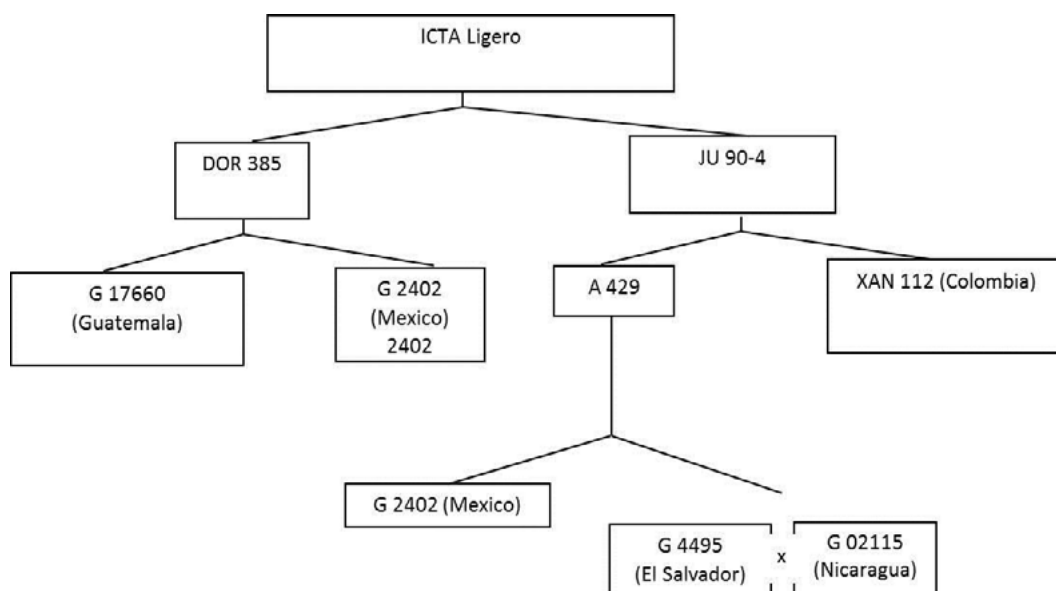 ICTA Ligero
DOR 385
JU 90-4
G 17660
(Guatemala)
G 2402
(Mexico)
2402
A 429
XAN 112 (Colombia)
G 2402 (Mexico)
G 4495
(El Salvador)
x
G 02115
(Nicaragua)